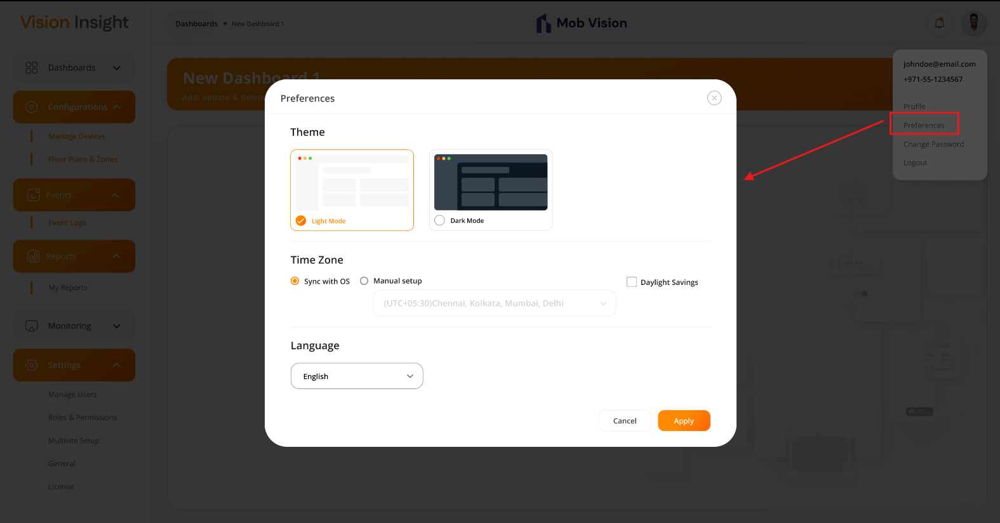 Vision Insight
Dashboards • New Dashboard 1
Mob Vision
Dashboards
Configurations
Manage Devices
Floor Plans & Zones
Events
Event Logs
Reports
My Reports
Monitoring
Settings
Manage Users
Roles & Permissions
Multisite Setup
General
License
New Dashboard 1
Add, update & delete
johndoe@email.com
+971-55-1234567
Profile
Preferences
Change Password
Logout
Preferences
Theme
Light Mode
Dark Mode
Time Zone
Sync with OS
Manual setup
Daylight Savings
(UTC+05:30)Chennai, Kolkata, Mumbai, Delhi
Language
English
Cancel
Apply